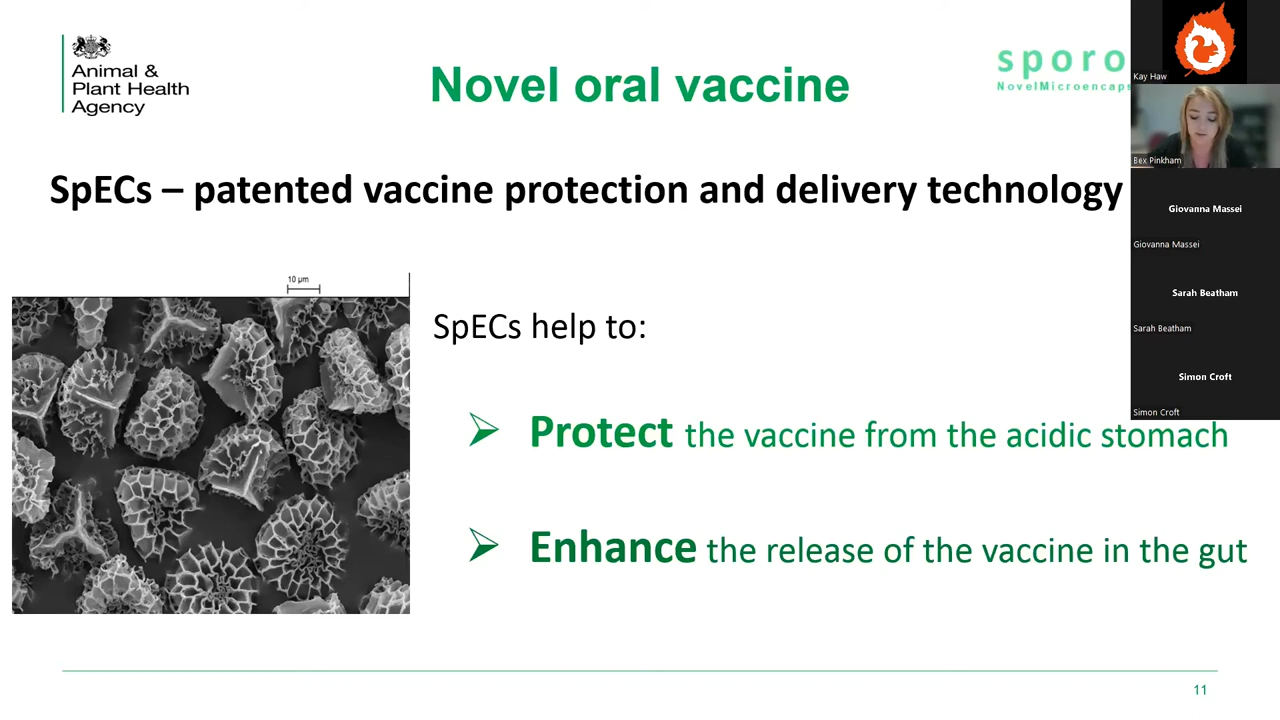 Animal &
Plant Health
Agency
Novel oral vaccine
sporo
NovelMicroencaps
SpECs – patented vaccine protection and delivery technology
10 µm
SpECs help to:
Protect the vaccine from the acidic stomach
Enhance the release of the vaccine in the gut
11
Kay Haw
Bex Pinkham
Giovanna Massei
Giovanna Massei
Sarah Beatham
Sarah Beatham
Simon Croft
Simon Croft